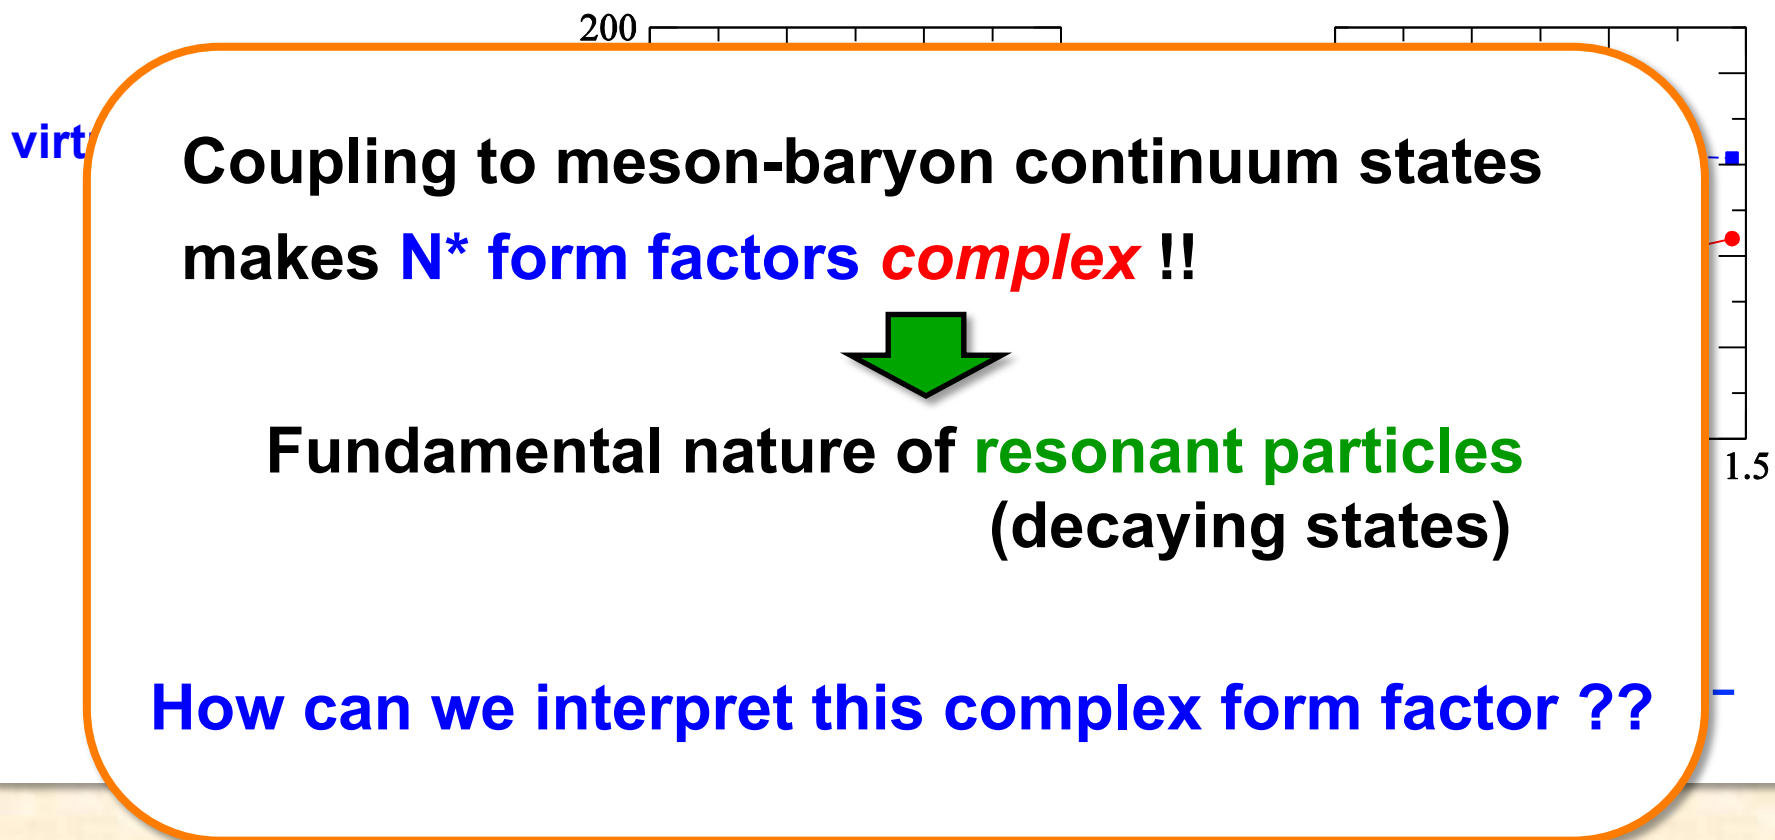 200
virt
Coupling to meson-baryon continuum states
makes N* form factors complex !!
Fundamental nature of resonant particles
1.5
(decaying states)
How can we interpret this complex form factor ??